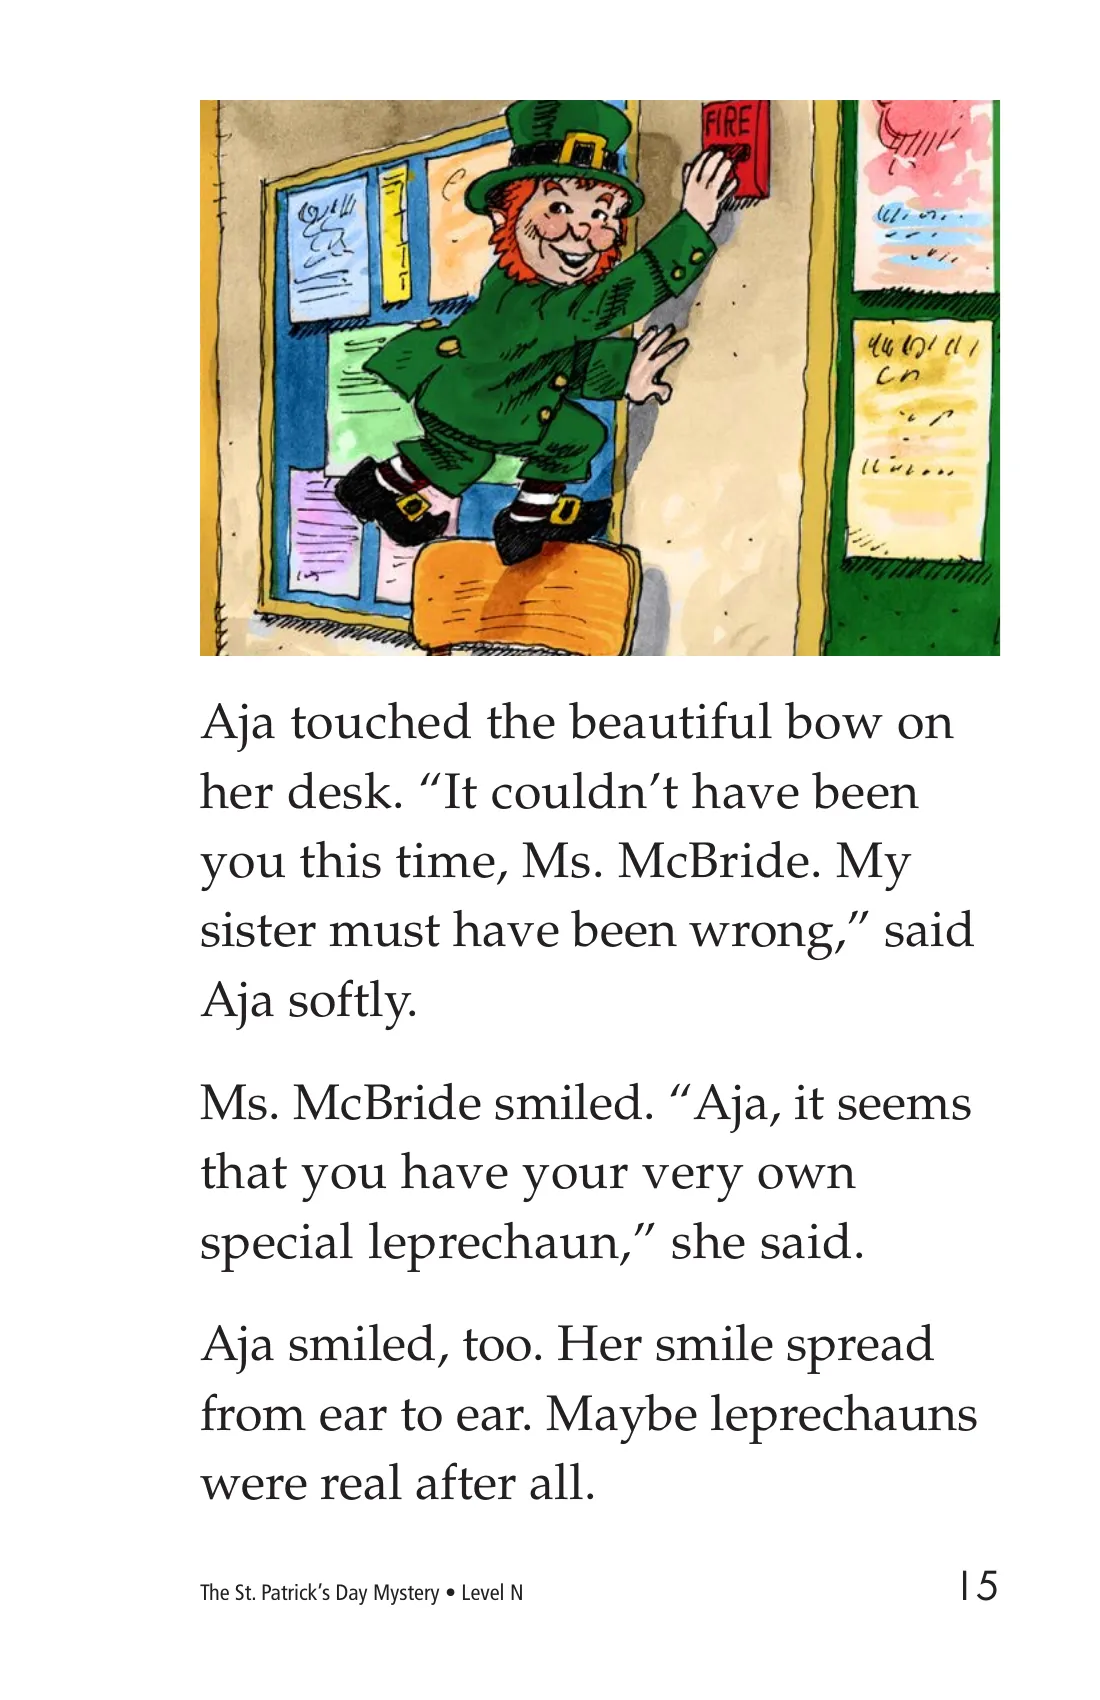 FIRE
Aja touched the beautiful bow on
her desk. “It couldn’t have been
you this time, Ms. McBride. My
sister must have been wrong,” said
Aja softly.
Ms. McBride smiled. “Aja, it seems
that you have your very own
special leprechaun,” she said.
Aja smiled, too. Her smile spread
from ear to ear. Maybe leprechauns
were real after all.
The St. Patrick’s Day Mystery • Level N
15